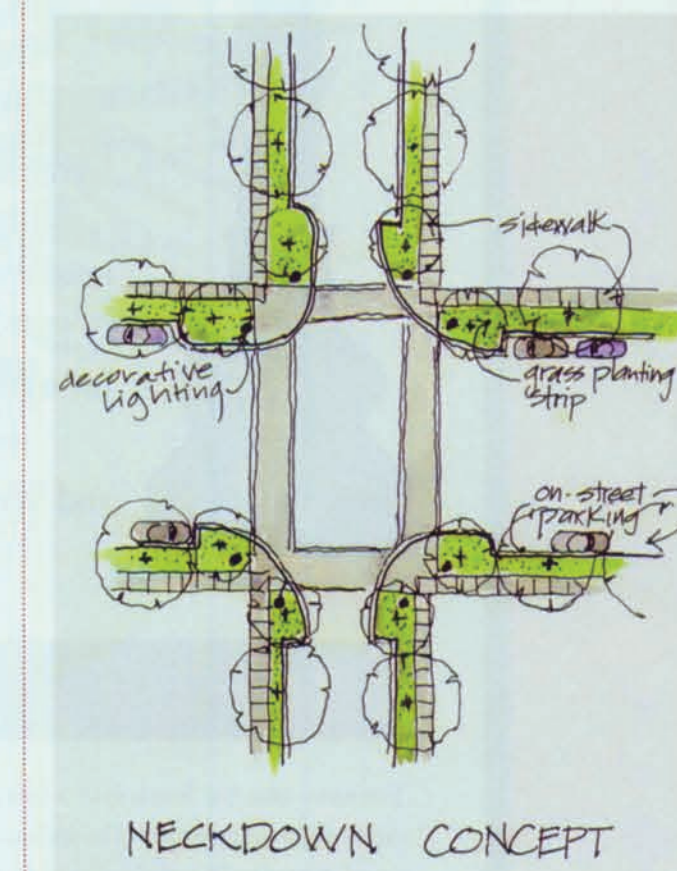 sidewalk
decorative
lighting
grass planting
strip
on-street
parking
NECKDOWN CONCEPT